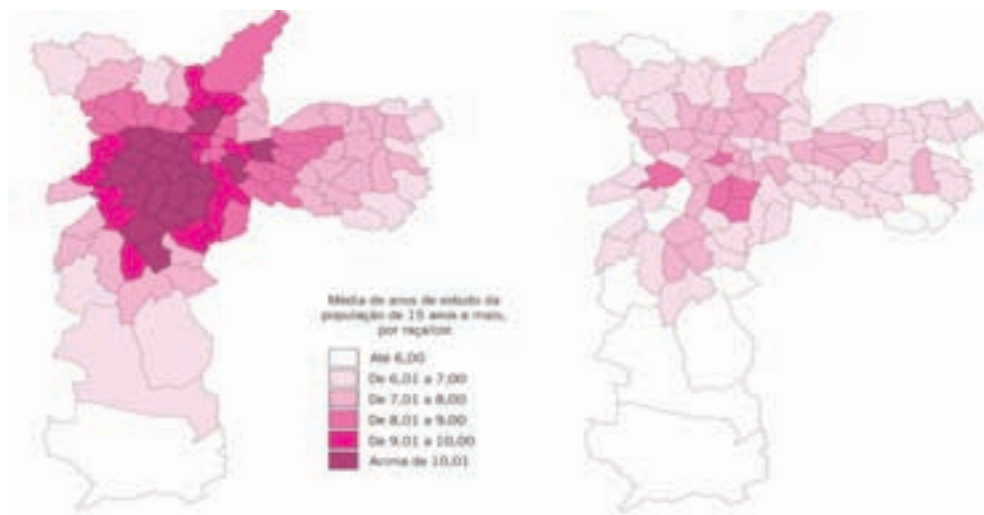 Média de anos de estudo da
população de 15 anos e mais,
por raça/cor.
Até 6,00
De 6,01 a 7,00
De 7,01 a 8,00
De 8,01 a 9,00
De 9,01 a 10,00
Acima de 10,01